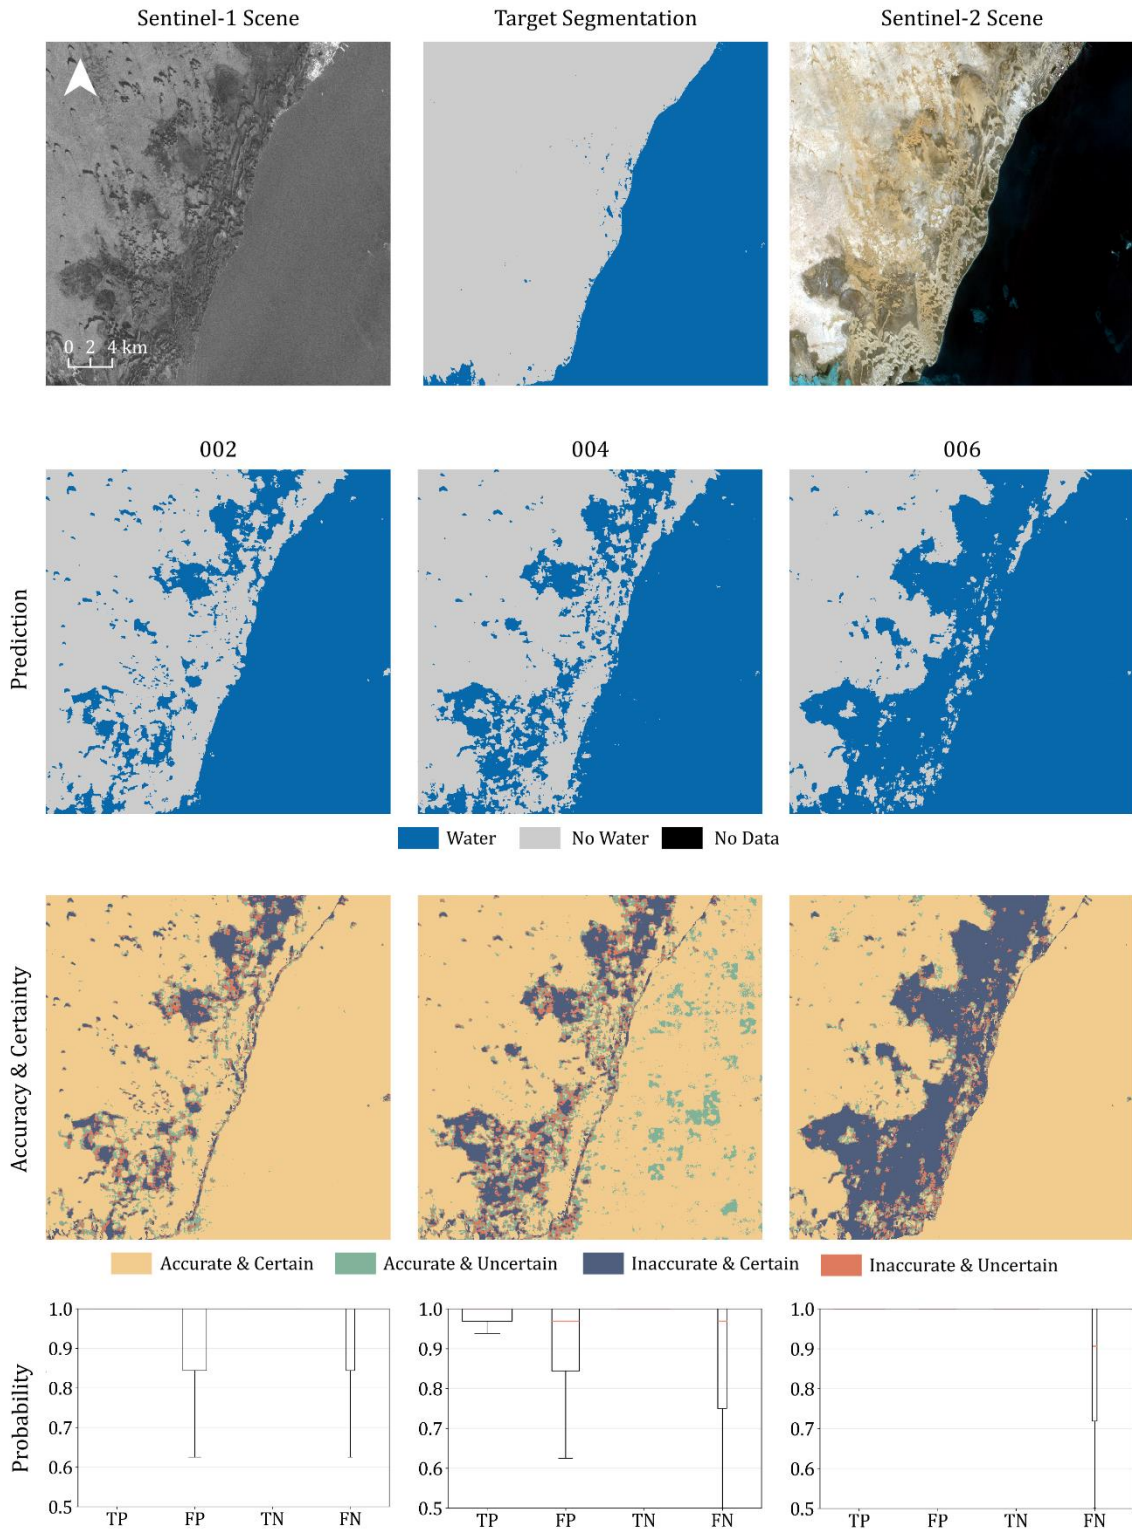 Sentinel-1 Scene
Target Segmentation
Sentinel-2 Scene
0 2 4 km
002
004
006
Prediction
Water
No Water
No Data
Accuracy & Certainty
Accurate & Certain
Accurate & Uncertain
Inaccurate & Certain
Inaccurate & Uncertain
Probability
1.0
0.9
0.8
0.7
0.6
0.5
TP FP TN FN
1.0
0.9
0.8
0.7
0.6
0.5
TP FP TN FN
1.0
0.9
0.8
0.7
0.6
0.5
TP FP TN FN